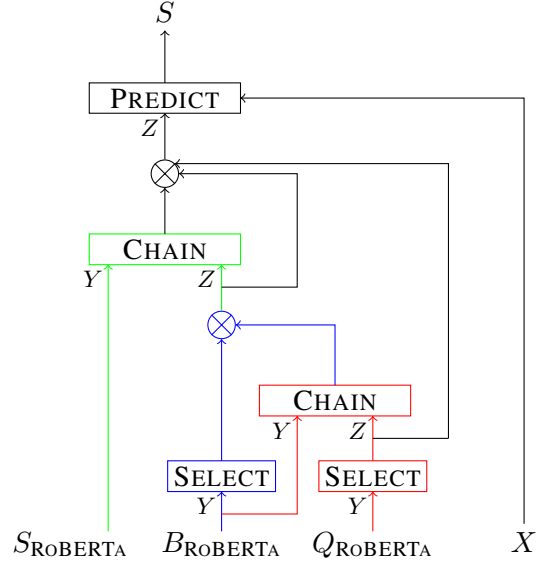 S
PREDICT
Z
⊗
CHAIN
Y Z
⊗
CHAIN
Y Z
SELECT SELECT
Y Y
S_RoBERTa B_RoBERTa Q_RoBERTa X